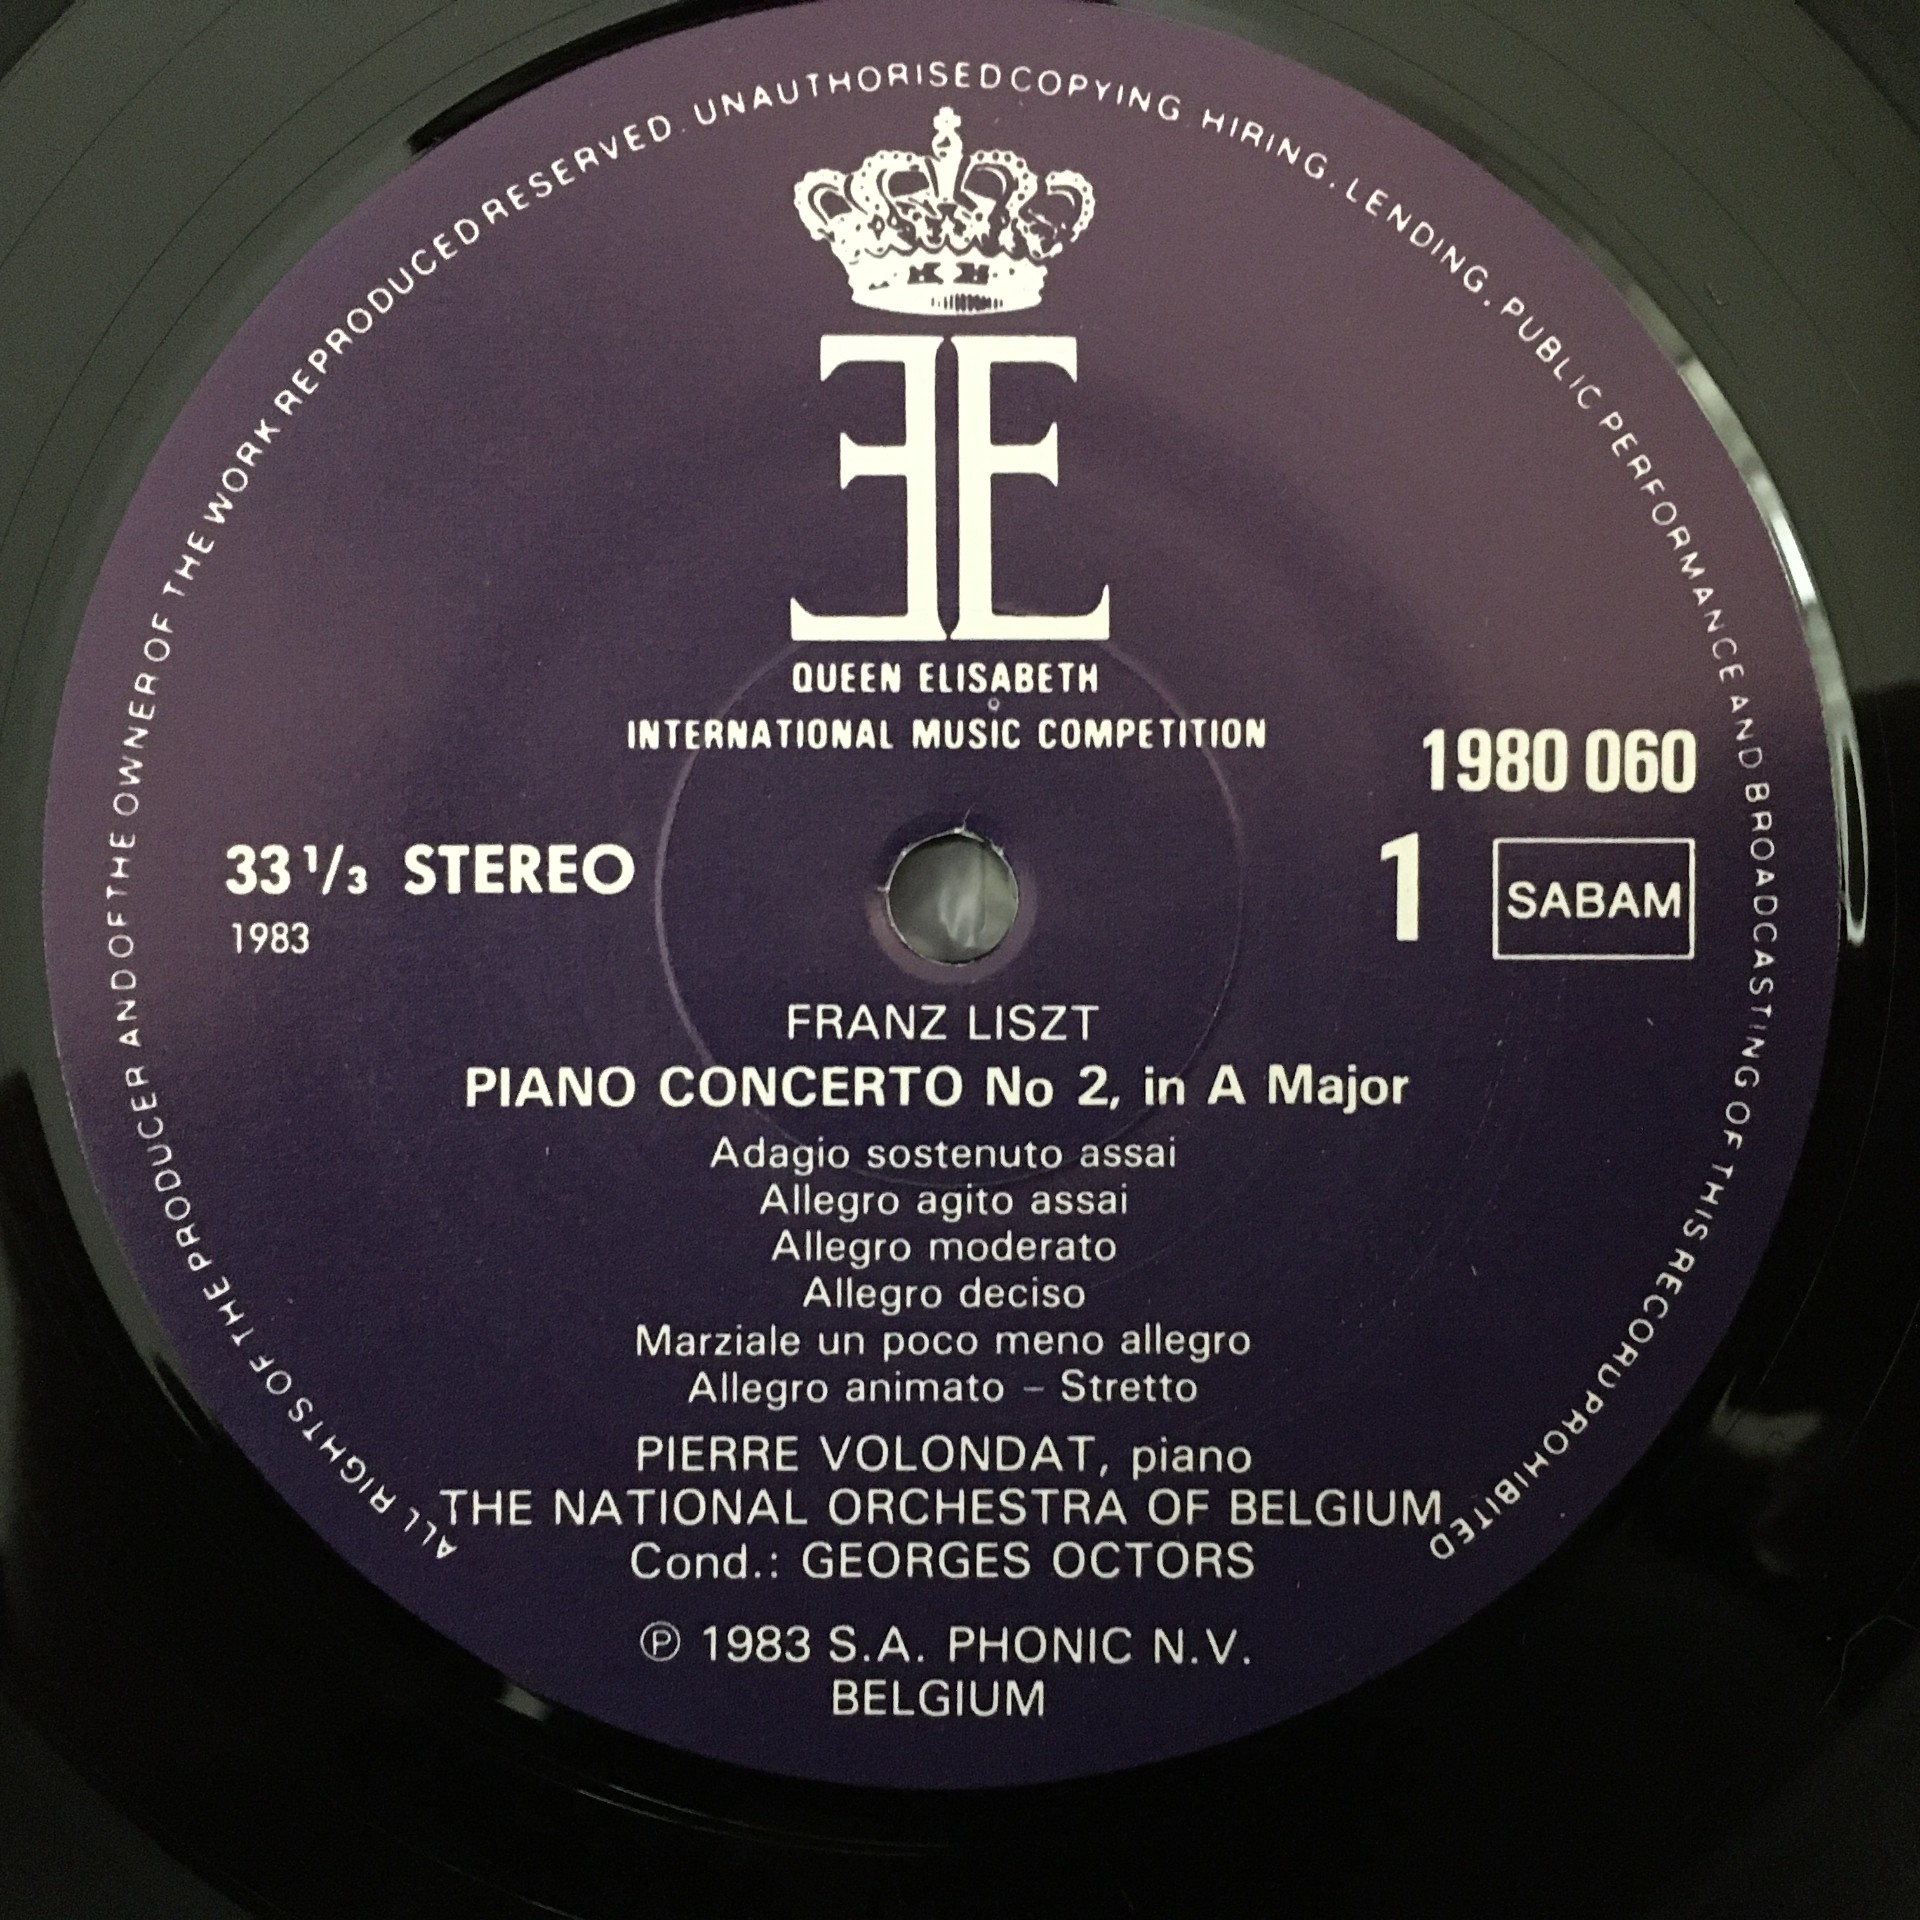 ALL RIGHTS OF THE PRODUCER AND OF THE OWNER OF THE WORK REPRODUCED RESERVED. UNAUTHORISED COPYING HIRING, LENDING, PUBLIC PERFORMANCE AND BROADCASTING OF THIS RECORD PROHIBITED
EE
QUEEN ELISABETH
INTERNATIONAL MUSIC COMPETITION
1980 060
33 1/3 STEREO
1983
1
SABAM
FRANZ LISZT
PIANO CONCERTO No 2, in A Major
Adagio sostenuto assai
Allegro agito assai
Allegro moderato
Allegro deciso
Marziale un poco meno allegro
Allegro animato – Stretto
PIERRE VOLONDAT, piano
THE NATIONAL ORCHESTRA OF BELGIUM
Cond.: GEORGES OCTORS
℗ 1983 S.A. PHONIC N.V.
BELGIUM